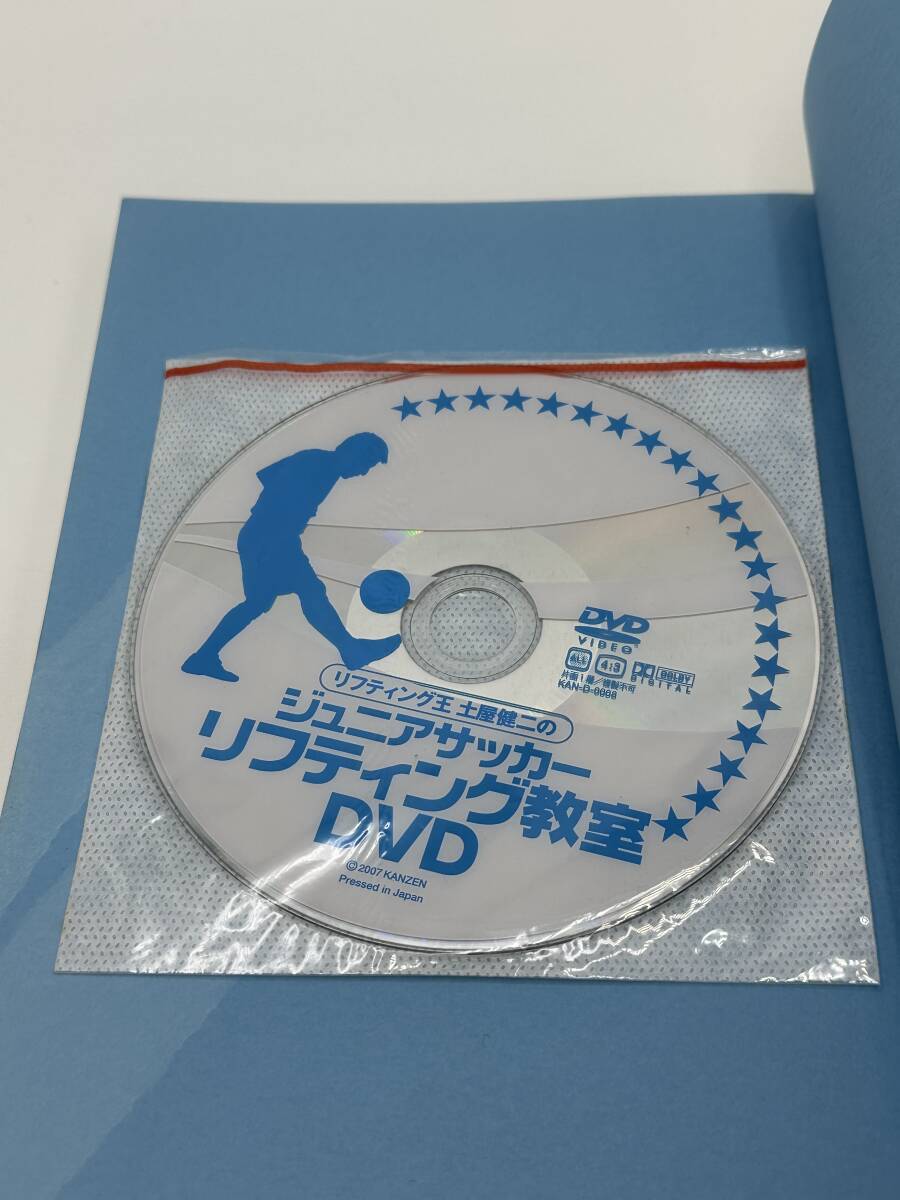 DVD
VIDEO
4:3
DOLBY
DIGITAL
片面1層/複製不可
KAN-D-0006
リフティング王 土屋健二の
ジュニアサッカー
リフティング教室
DVD
©2007 KANZEN
Pressed in Japan